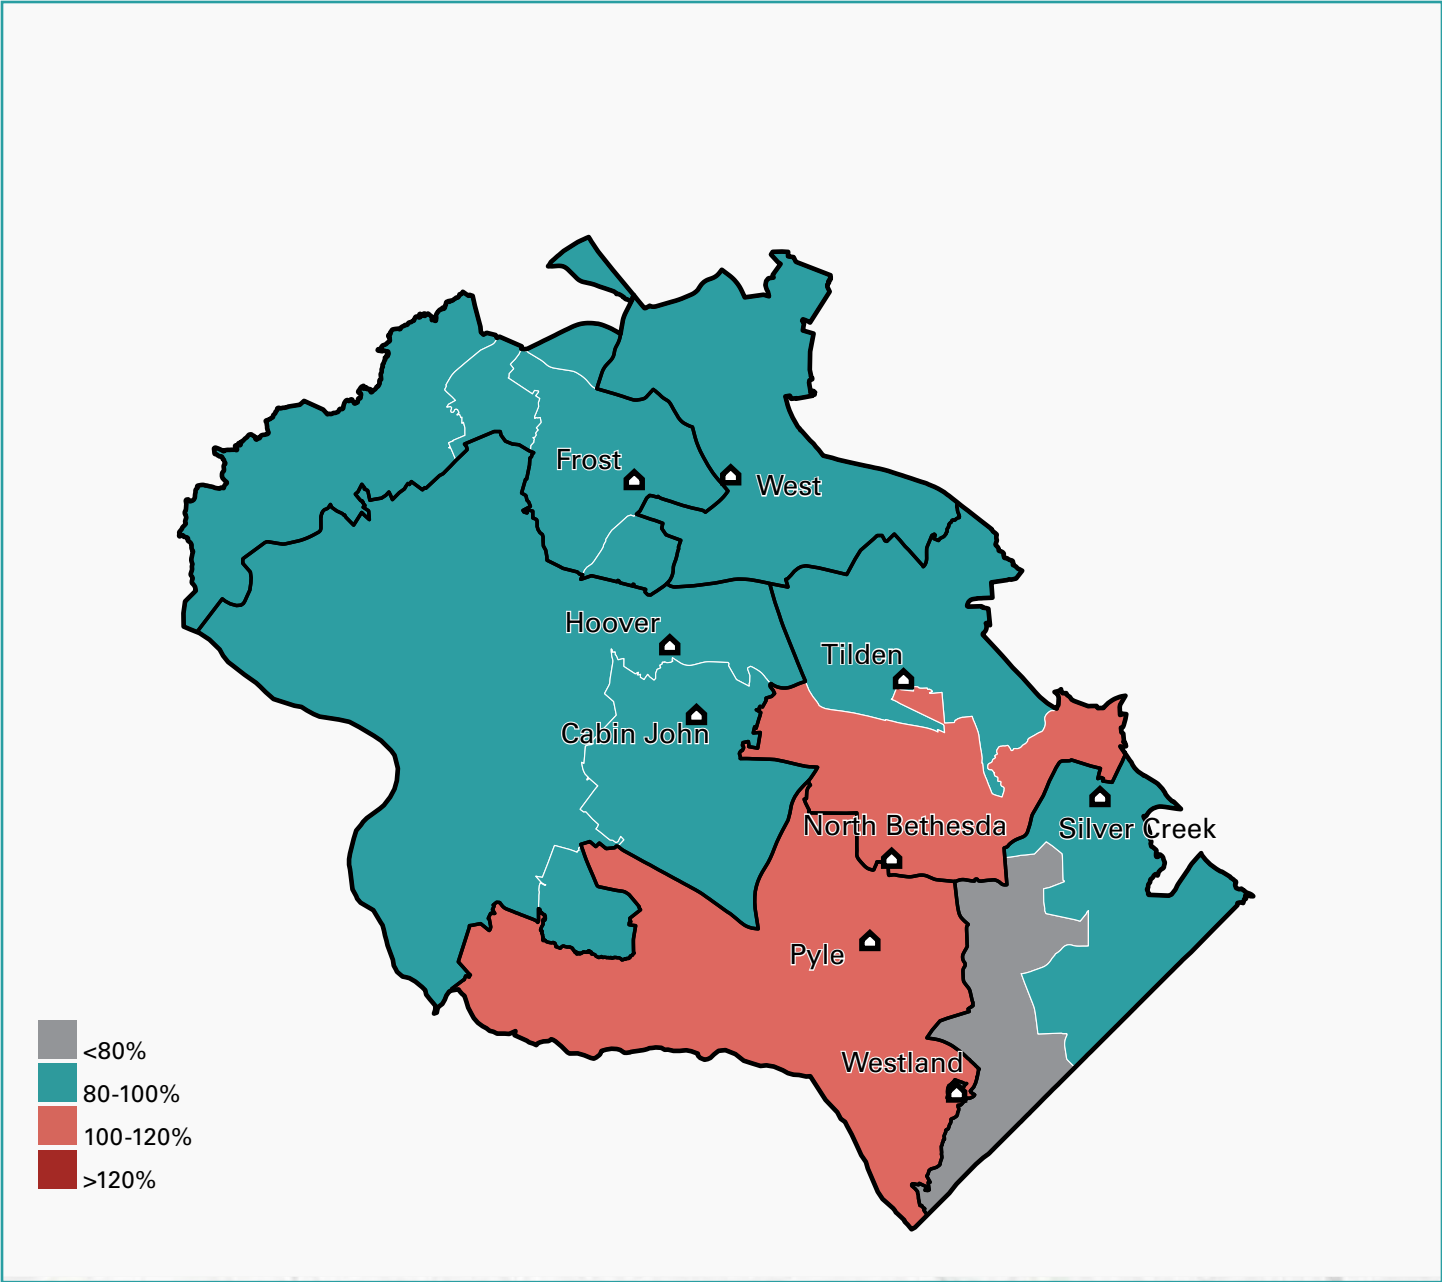 Frost
West
Hoover
Tilden
Cabin John
North Bethesda
Silver Creek
Pyle
Westland
<80%
80-100%
100-120%
>120%